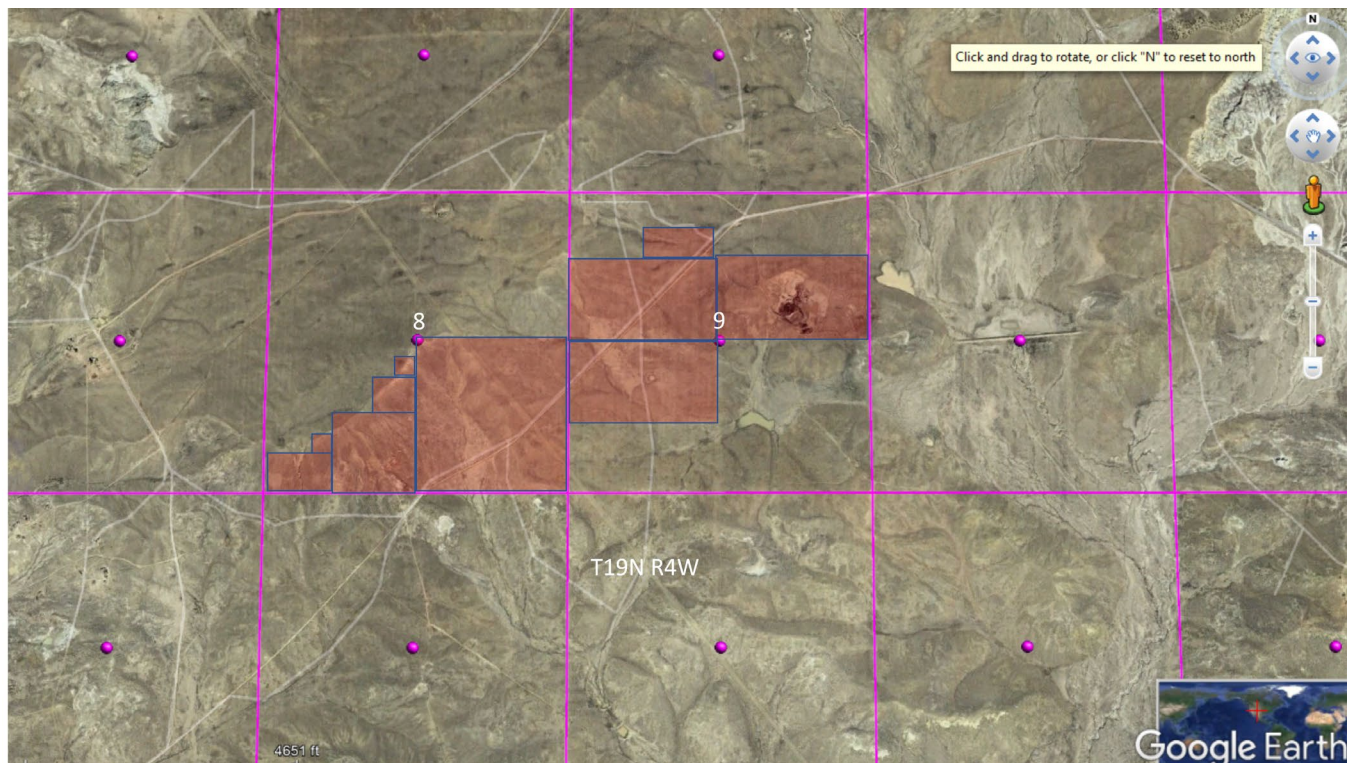 N
Click and drag to rotate, or click "N" to reset to north
8
9
T19N R4W
4651 ft
Google Earth